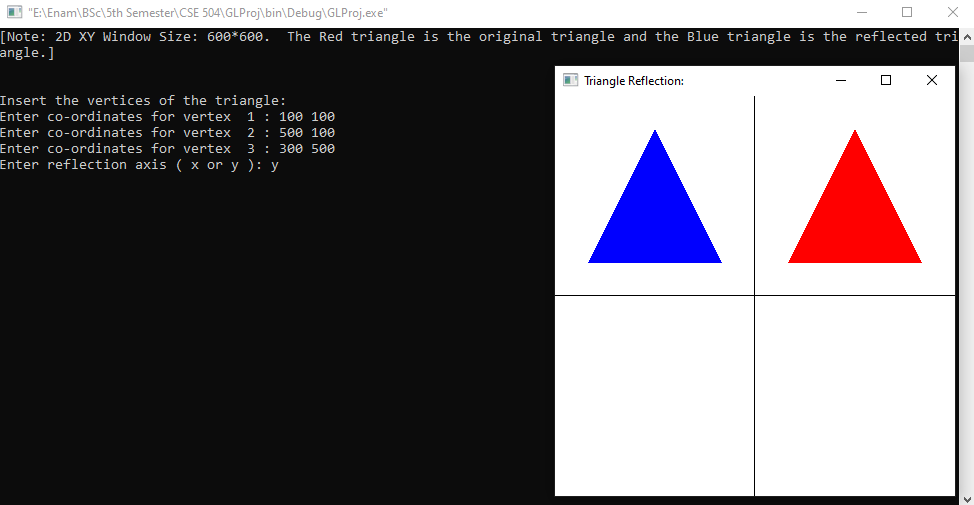 "E:\Enam\BSc\5th Semester\CSE 504\GLProj\bin\Debug\GLProj.exe"
[Note: 2D XY Window Size: 600*600.  The Red triangle is the original triangle and the Blue triangle is the reflected tri
angle.]
Triangle Reflection:
Insert the vertices of the triangle:
Enter co-ordinates for vertex  1 : 100 100
Enter co-ordinates for vertex  2 : 500 100
Enter co-ordinates for vertex  3 : 300 500
Enter reflection axis ( x or y ): y